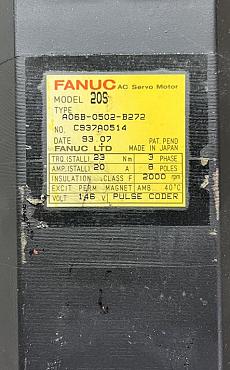 FANUC AC Servo Motor
MODEL 20S
TYPE
A06B-0502-B272
NO. C937A0514
DATE 93.07 PAT. PEND
FANUC LTD MADE IN JAPAN
TRQ.(STALL) 23 Nm 3 PHASE
AMP.(STALL) 20 A 8 POLES
INSULATION CLASS F 2000 rpm
EXCIT PERM MAGNET AMB. 40°C
VOLT 146 V PULSE CODER